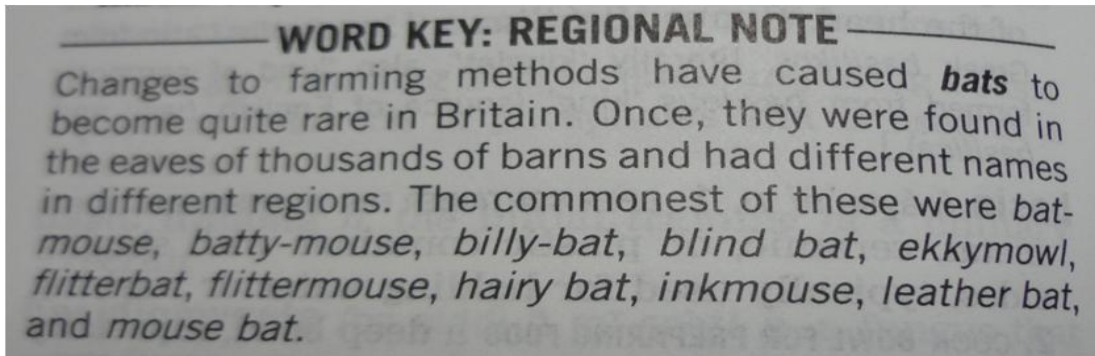 WORD KEY: REGIONAL NOTE
Changes to farming methods have caused bats to
become quite rare in Britain. Once, they were found in
the eaves of thousands of barns and had different names
in different regions. The commonest of these were bat-
mouse, batty-mouse, billy-bat, blind bat, ekkymowl,
flitterbat, flittermouse, hairy bat, inkmouse, leather bat,
and mouse bat.